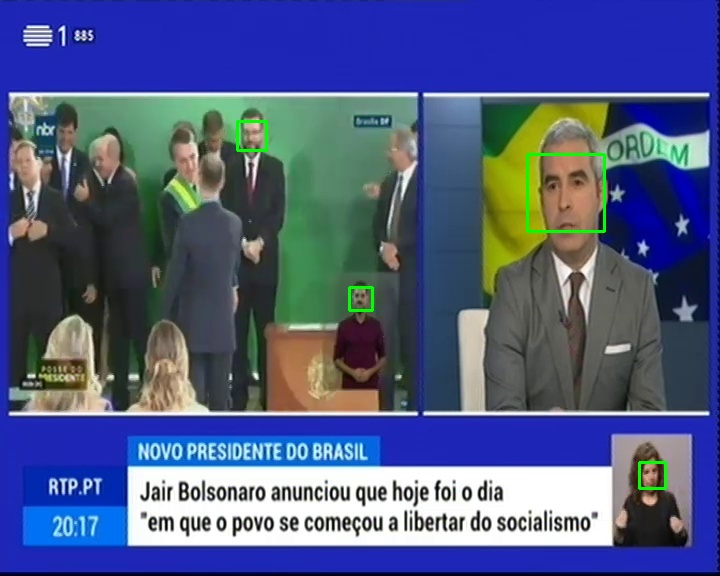 1 885
nbr
Brasília DF
ORDEM
POSSE DO
PRESIDENTE
NOVO PRESIDENTE DO BRASIL
RTP.PT
Jair Bolsonaro anunciou que hoje foi o dia
20:17
"em que o povo se começou a libertar do socialismo"